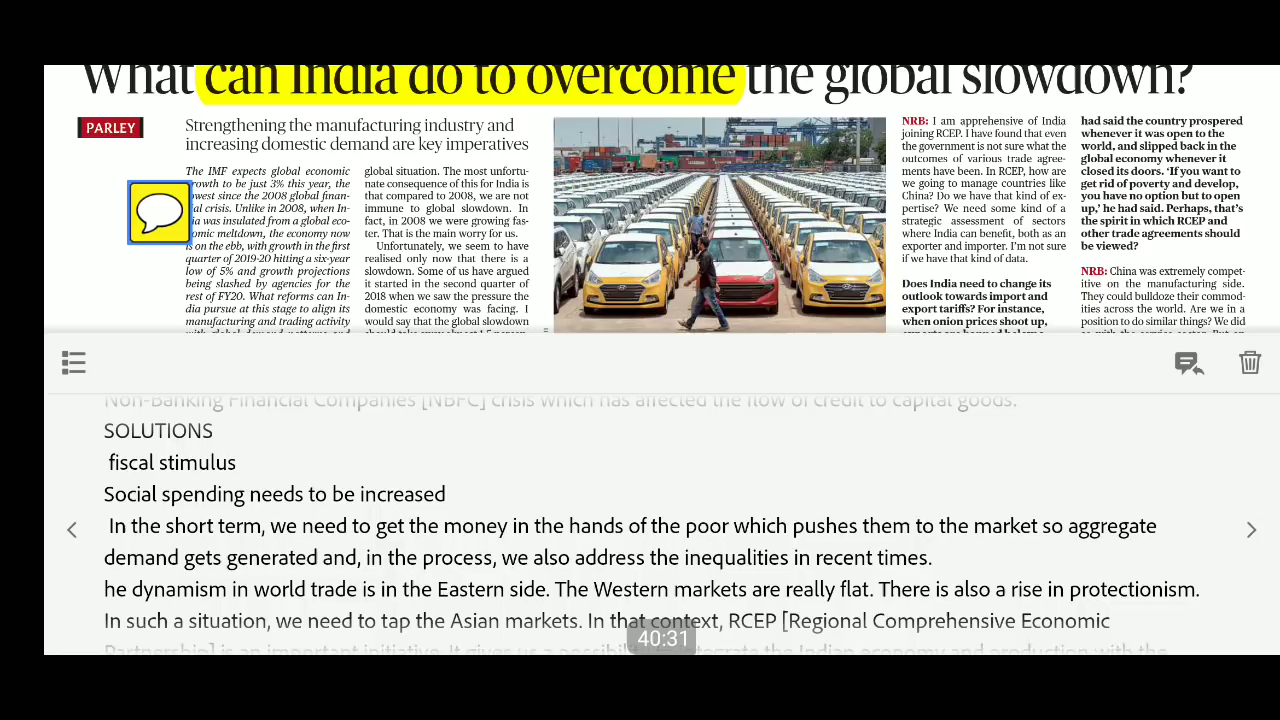 What can India do to overcome the global slowdown?
PARLEY
Strengthening the manufacturing industry and
increasing domestic demand are key imperatives
The IMF expects global economic
growth to be just 3% this year, the
lowest since the 2008 global finan-
cial crisis. Unlike in 2008, when In-
dia was insulated from a global eco-
nomic meltdown, the economy now
is on the ebb, with growth in the first
quarter of 2019-20 hitting a six-year
low of 5% and growth projections
being slashed by agencies for the
rest of FY20. What reforms can In-
dia pursue at this stage to align its
manufacturing and trading activity
global situation. The most unfortu-
nate consequence of this for India is
that compared to 2008, we are not
immune to global slowdown. In
fact, in 2008 we were growing fas-
ter. That is the main worry for us.
Unfortunately, we seem to have
realised only now that there is a
slowdown. Some of us have argued
it started in the second quarter of
2018 when we saw the pressure the
domestic economy was facing. I
would say that the global slowdown
NRB: I am apprehensive of India
joining RCEP. I have found that even
the government is not sure what the
outcomes of various trade agree-
ments have been. In RCEP, how are
we going to manage countries like
China? Do we have that kind of ex-
pertise? We need some kind of a
strategic assessment of sectors
where India can benefit, both as an
exporter and importer. I'm not sure
if we have that kind of data.
Does India need to change its
outlook towards import and
export tariffs? For instance,
when onion prices shoot up,
had said the country prospered
whenever it was open to the
world, and slipped back in the
global economy whenever it
closed its doors. 'If you want to
get rid of poverty and develop,
you have no option but to open
up,' he had said. Perhaps, that's
the spirit in which RCEP and
other trade agreements should
be viewed?
NRB: China was extremely compet-
itive on the manufacturing side.
They could bulldoze their commod-
ities across the world. Are we in a
position to do similar things? We did
Non-Banking Financial Companies [NBFC] crisis which has affected the flow of credit to capital goods.
SOLUTIONS
fiscal stimulus
Social spending needs to be increased
In the short term, we need to get the money in the hands of the poor which pushes them to the market so aggregate
demand gets generated and, in the process, we also address the inequalities in recent times.
he dynamism in world trade is in the Eastern side. The Western markets are really flat. There is also a rise in protectionism.
In such a situation, we need to tap the Asian markets. In that context, RCEP [Regional Comprehensive Economic
Partnership] is an important initiative. It gives us a the Indian economy and production with the
40:31